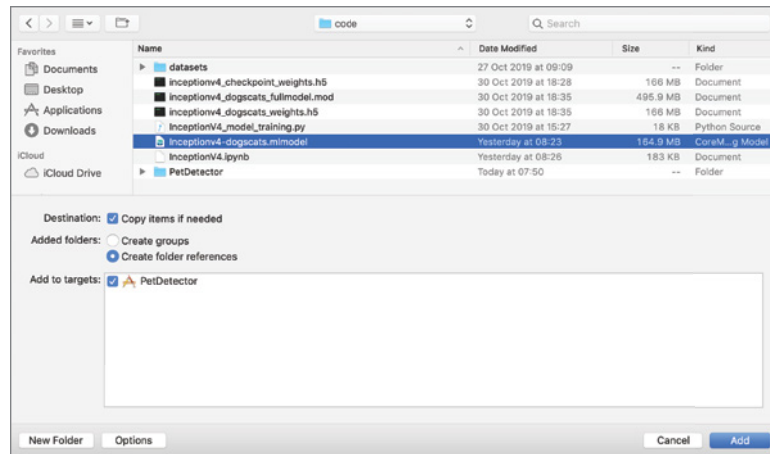 code
Search
Favorites
Documents
Desktop
Applications
Downloads
iCloud
iCloud Drive
Name Date Modified Size Kind
datasets 27 Oct 2019 at 09:09 -- Folder
inceptionv4_checkpoint_weights.h5 30 Oct 2019 at 18:28 166 MB Document
inceptionv4_dogscats_fullmodel.mod 30 Oct 2019 at 18:35 495.9 MB Document
inceptionv4_dogscats_weights.h5 30 Oct 2019 at 18:35 166 MB Document
InceptionV4_model_training.py 30 Oct 2019 at 15:27 18 KB Python Source
Inceptionv4-dogscats.mlmodel Yesterday at 08:23 164.9 MB CoreM...g Model
InceptionV4.ipynb Yesterday at 08:26 183 KB Document
PetDetector Today at 07:50 -- Folder
Destination: Copy items if needed
Added folders: Create groups
Create folder references
Add to targets: PetDetector
New Folder Options Cancel Add